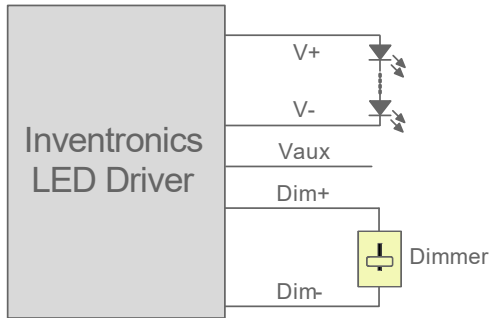 V+
V-
Inventronics
LED Driver
Vaux
Dim+
Dimmer
Dim-